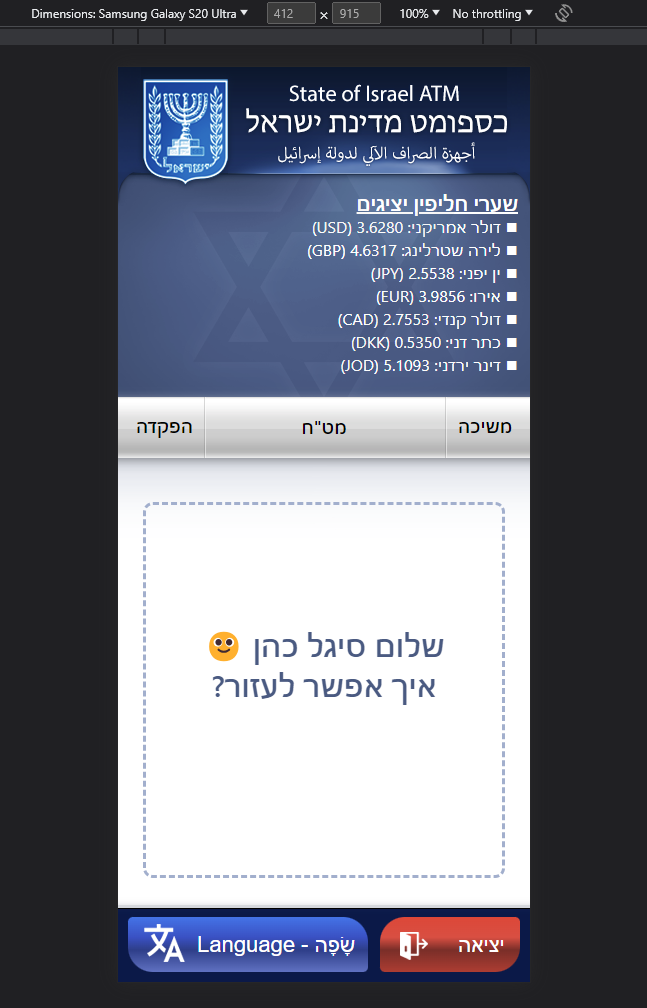 Dimensions: Samsung Galaxy S20 Ultra 412 x 915 100% No throttling
State of Israel ATM
כספומט מדינת ישראל
أجهزة الصراف الآلي لدولة إسرائيل
ישראל
שערי חליפין יציגים
דולר אמריקני: 3.6280 (USD)
לירה שטרלינג: 4.6317 (GBP)
ין יפני: 2.5538 (JPY)
אירו: 3.9856 (EUR)
דולר קנדי: 2.7553 (CAD)
כתר דני: 0.5350 (DKK)
דינר ירדני: 5.1093 (JOD)
משיכה מט"ח הפקדה
שלום סיגל כהן 🙂
איך אפשר לעזור?
יציאה שָׂפָה - Language